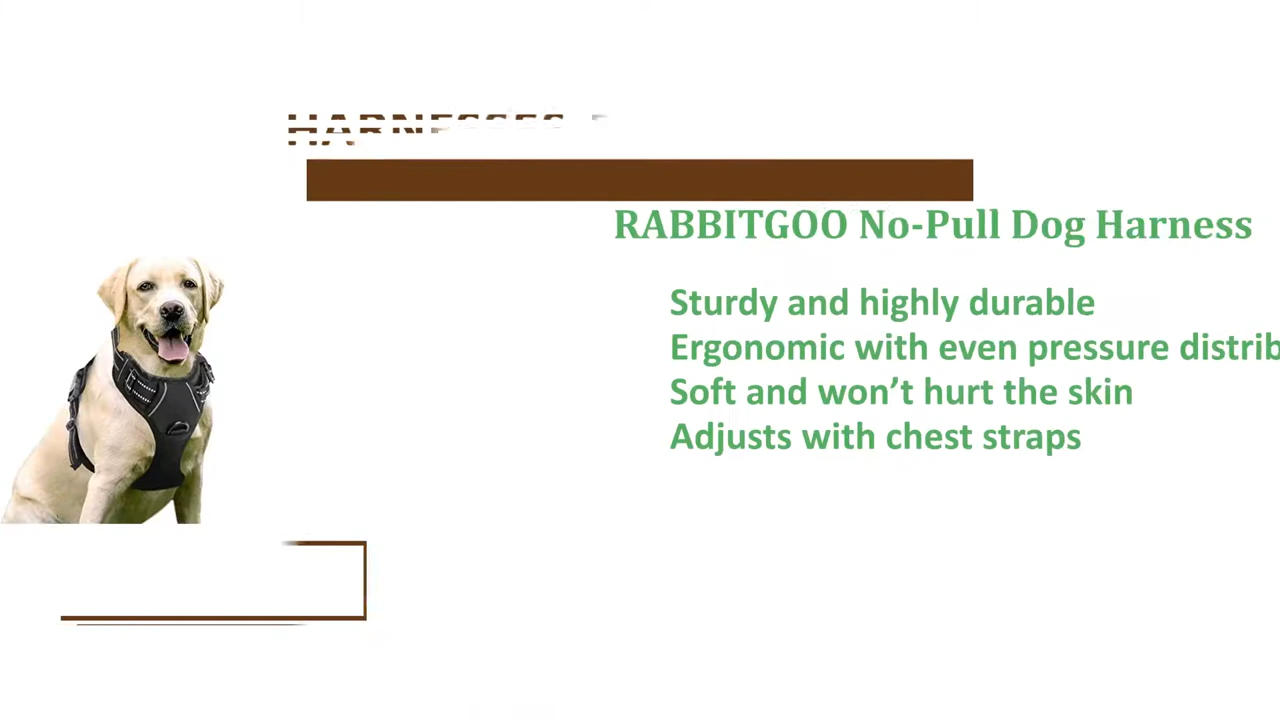 HARNESSES
RABBITGOO No-Pull Dog Harness
Sturdy and highly durable
Ergonomic with even pressure distrib
Soft and won’t hurt the skin
Adjusts with chest straps